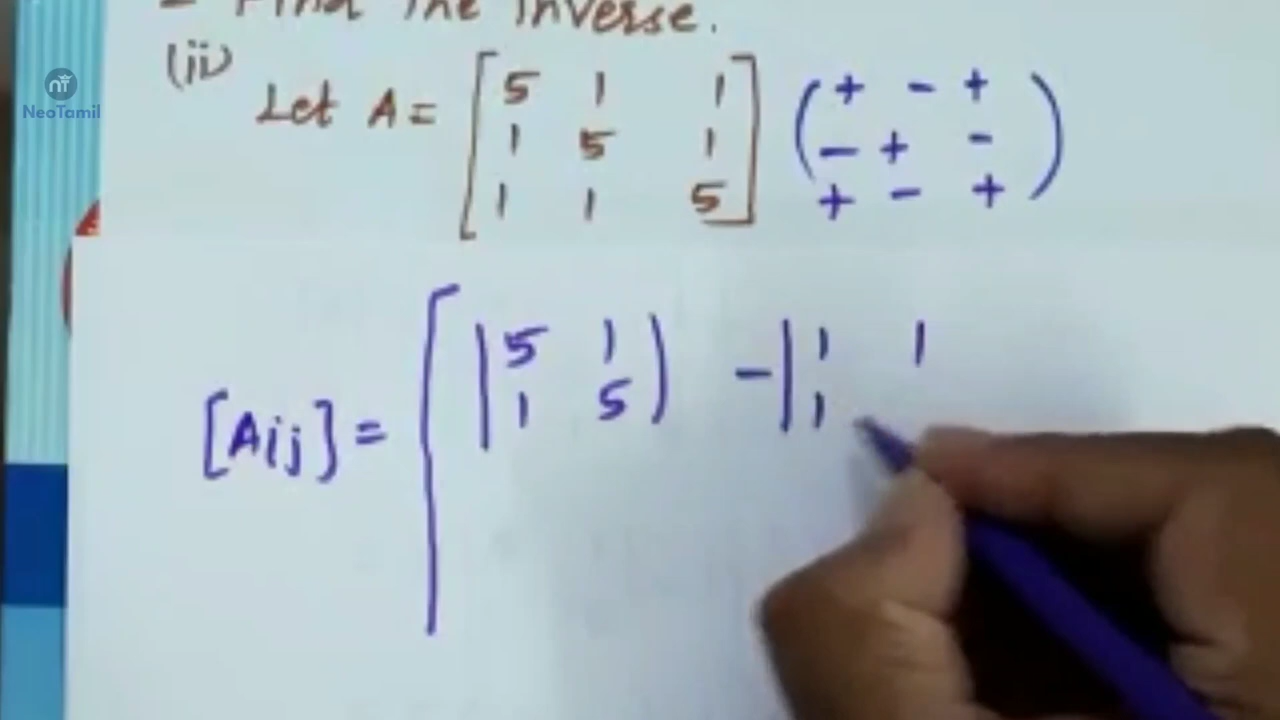 Find the inverse.
(ii)
Let A = [ 5 1 1 ( + - +
1 5 1 - + -
1 1 5 ] + - + )
NeoTamil
[Aij] = [ | 5 1 | - | 1 1
1 5 1